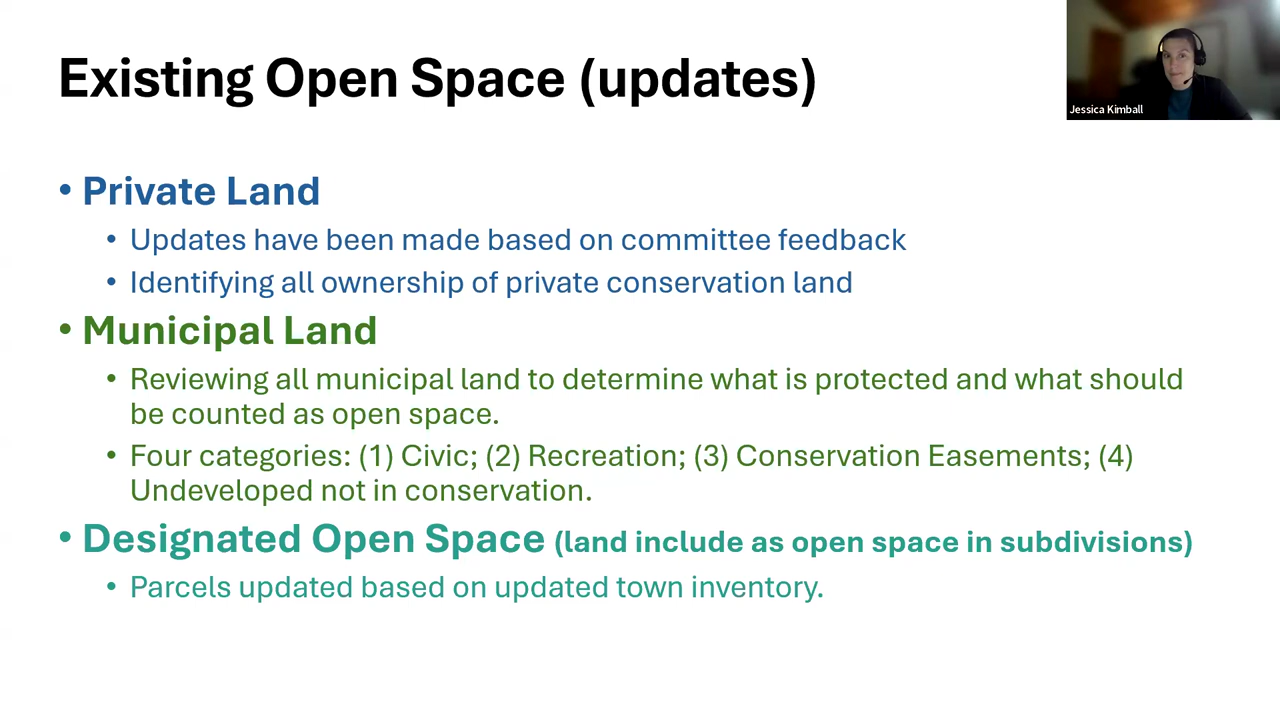 Existing Open Space (updates)
Jessica Kimball
• Private Land
• Updates have been made based on committee feedback
• Identifying all ownership of private conservation land
• Municipal Land
• Reviewing all municipal land to determine what is protected and what should
be counted as open space.
• Four categories: (1) Civic; (2) Recreation; (3) Conservation Easements; (4)
Undeveloped not in conservation.
• Designated Open Space (land include as open space in subdivisions)
• Parcels updated based on updated town inventory.